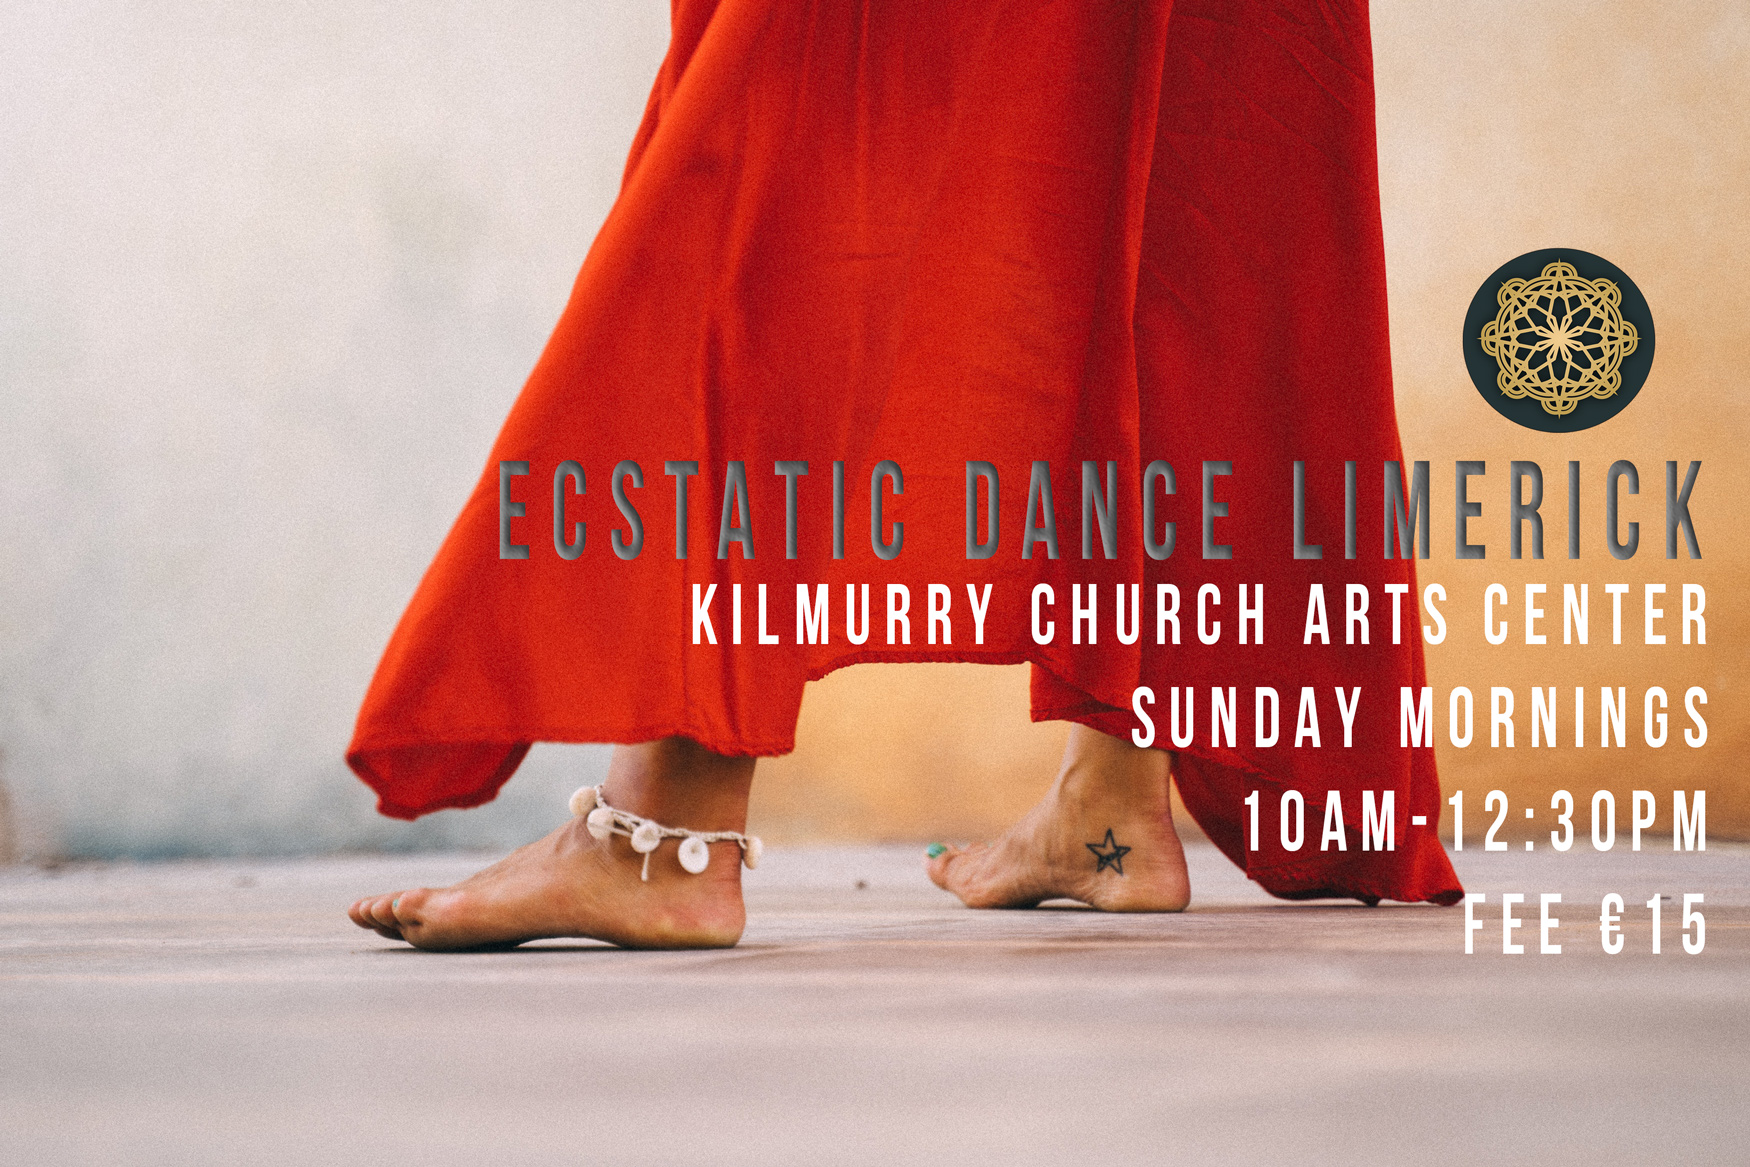 ECSTATIC DANCE LIMERICK
KILMURRY CHURCH ARTS CENTER
SUNDAY MORNINGS
10AM-12:30PM
FEE €15